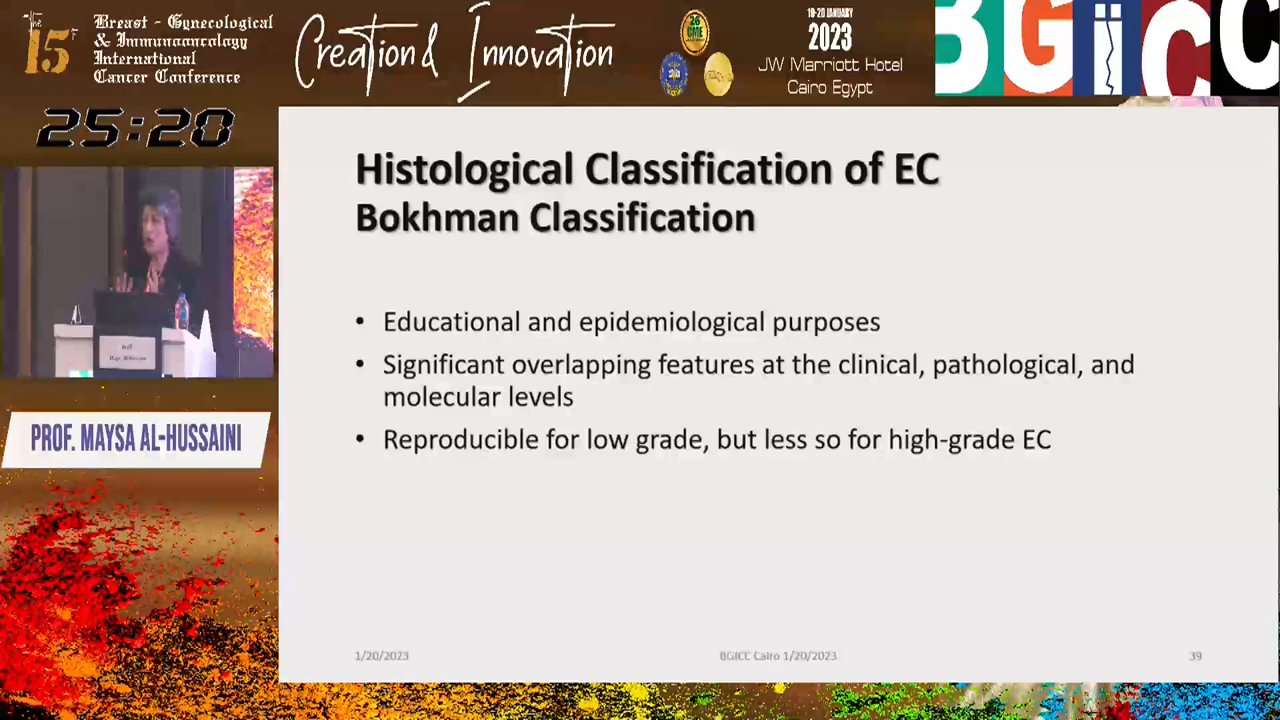 The
15th
Breast - Gynecological
& Immunooncology
International
Cancer Conference
Creation & Innovation
26
CME
18-20 JANUARY
2023
JW Marriott Hotel
Cairo Egypt
BGICC
25:20
Histological Classification of EC
Bokhman Classification
• Educational and epidemiological purposes
• Significant overlapping features at the clinical, pathological, and
molecular levels
• Reproducible for low grade, but less so for high-grade EC
PROF. MAYSA AL-HUSSAINI
1/20/2023
BGICC Cairo 1/20/2023
39